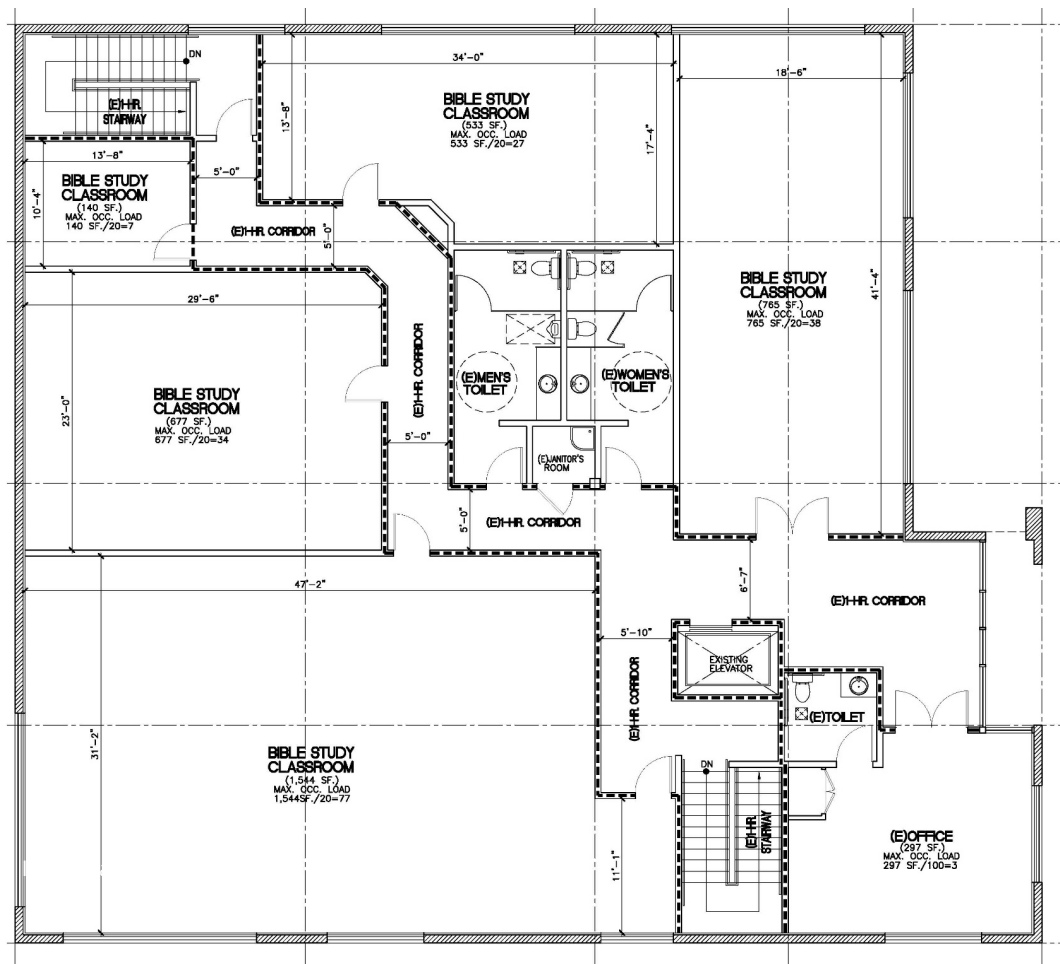 DN
(E)1-HR.
STAIRWAY
34'-0"
18'-6"
BIBLE STUDY
CLASSROOM
(533 SF.)
MAX. OCC. LOAD
533 SF./20=27
13'-8"
17'-4"
13'-8"
5'-0"
BIBLE STUDY
CLASSROOM
(140 SF.)
MAX. OCC. LOAD
140 SF./20=7
10'-4"
(E)1-HR. CORRIDOR
5'-0"
29'-6"
BIBLE STUDY
CLASSROOM
(765 SF.)
MAX. OCC. LOAD
765 SF./20=38
41'-4"
(E)1-HR. CORRIDOR
(E)MEN'S
TOILET
(E)WOMEN'S
TOILET
BIBLE STUDY
CLASSROOM
(677 SF.)
MAX. OCC. LOAD
677 SF./20=34
23'-0"
5'-0"
(E)JANITOR'S
ROOM
5'-0"
(E)1-HR. CORRIDOR
47'-2"
6'-7"
(E)1-HR. CORRIDOR
5'-10"
EXISTING
ELEVATOR
(E)1-HR. CORRIDOR
(E)TOILET
31'-2"
BIBLE STUDY
CLASSROOM
(1,544 SF.)
MAX. OCC. LOAD
1,544SF./20=77
DN
(E)1-HR.
STAIRWAY
11'-1"
(E)OFFICE
(297 SF.)
MAX. OCC. LOAD
297 SF./100=3